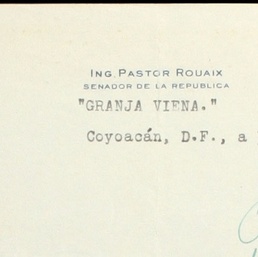 ING. PASTOR ROUAIX
SENADOR DE LA REPUBLICA
"GRANJA VIENA."
Coyoacán, D.F., a